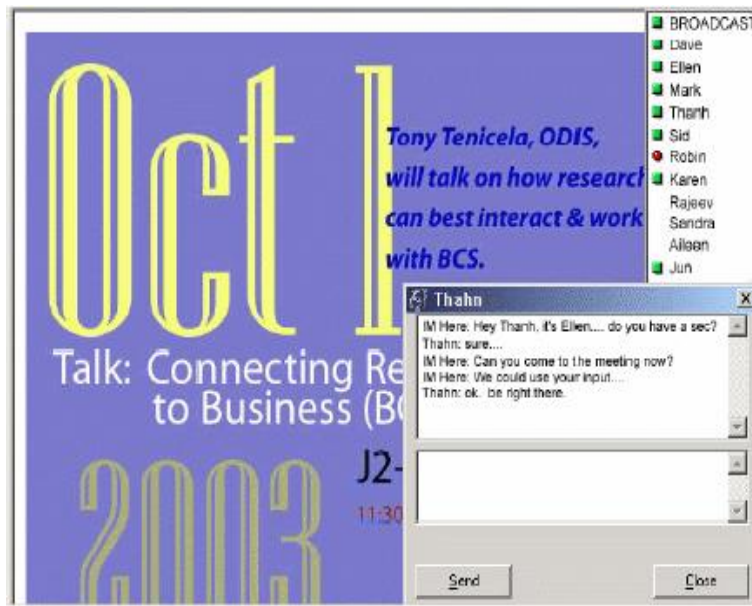 Oct 1
Tony Tenicela, ODIS,
will talk on how research
can best interact & work
with BCS.
Talk: Connecting Re
to Business (BC
J2-
11:30
2003
BROADCAST
Dave
Ellen
Mark
Thanh
Sid
Robin
Karen
Rajeev
Sandra
Aileen
Jun
Thahn
X
IM Here: Hey Thanh, it's Ellen.... do you have a sec?
Thahn: sure....
IM Here: Can you come to the meeting now?
IM Here: We could use your input....
Thahn: ok. be right there.
Send
Close